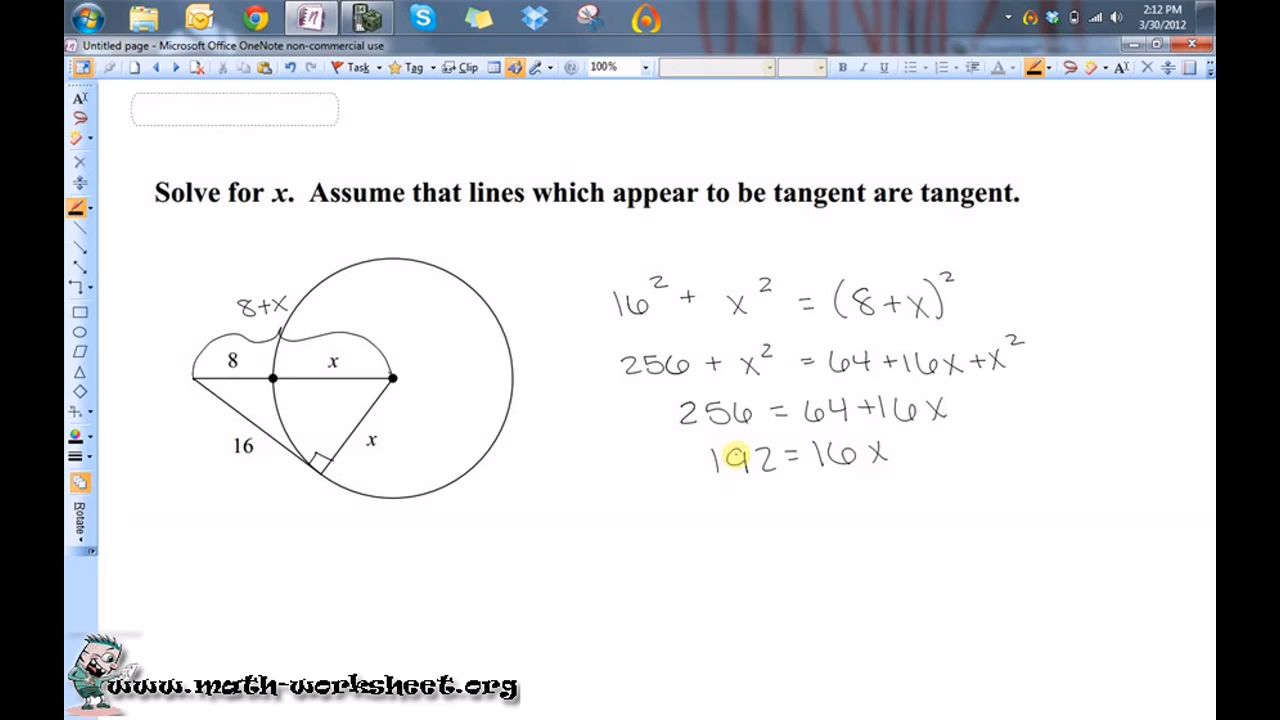 2:12 PM
3/30/2012
Untitled page - Microsoft Office OneNote non-commercial use
Task Tag Clip 100% B I U A
Solve for x. Assume that lines which appear to be tangent are tangent.
8+x
8 x
16 x
16² + x² = (8+x)²
256 + x² = 64+16x+x²
256 = 64+16x
192 = 16x
Rotate
www.math-worksheet.org